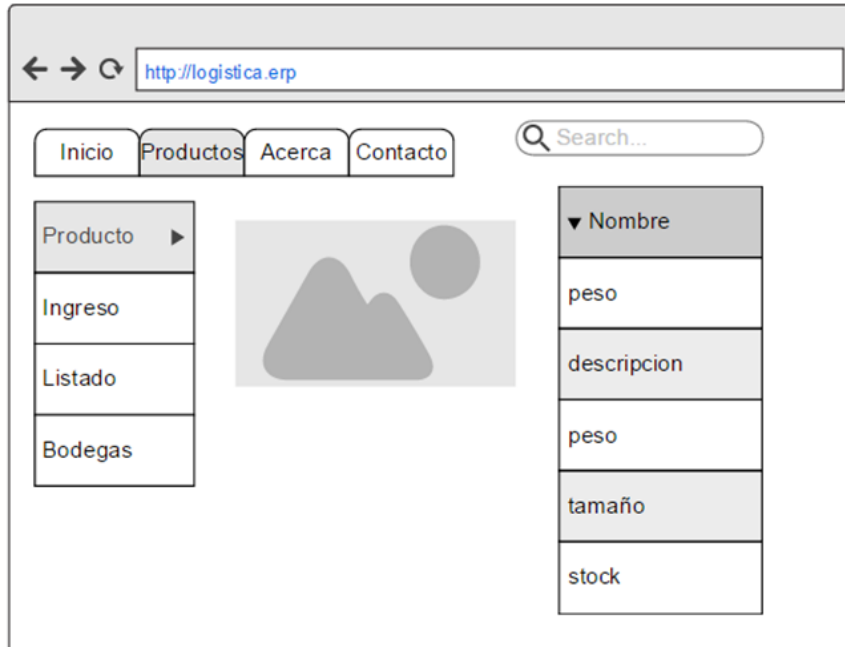 http://logistica.erp
Inicio
Productos
Acerca
Contacto
Search...
Producto
Ingreso
Listado
Bodegas
Nombre
peso
descripcion
peso
tamaño
stock